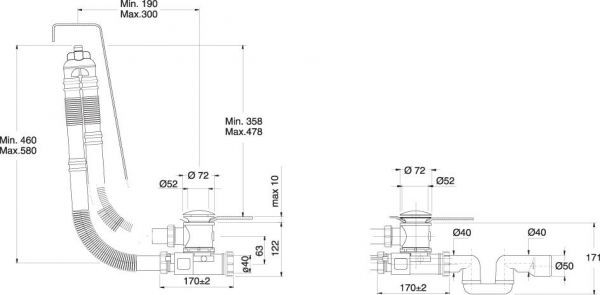 Min. 190
Max.300
Min. 460
Max.580
Min. 358
Max.478
Ø 72
Ø52
max 10
63
122
Ø40
170±2
Ø 72
Ø52
Ø40
Ø40
Ø50
171
170±2